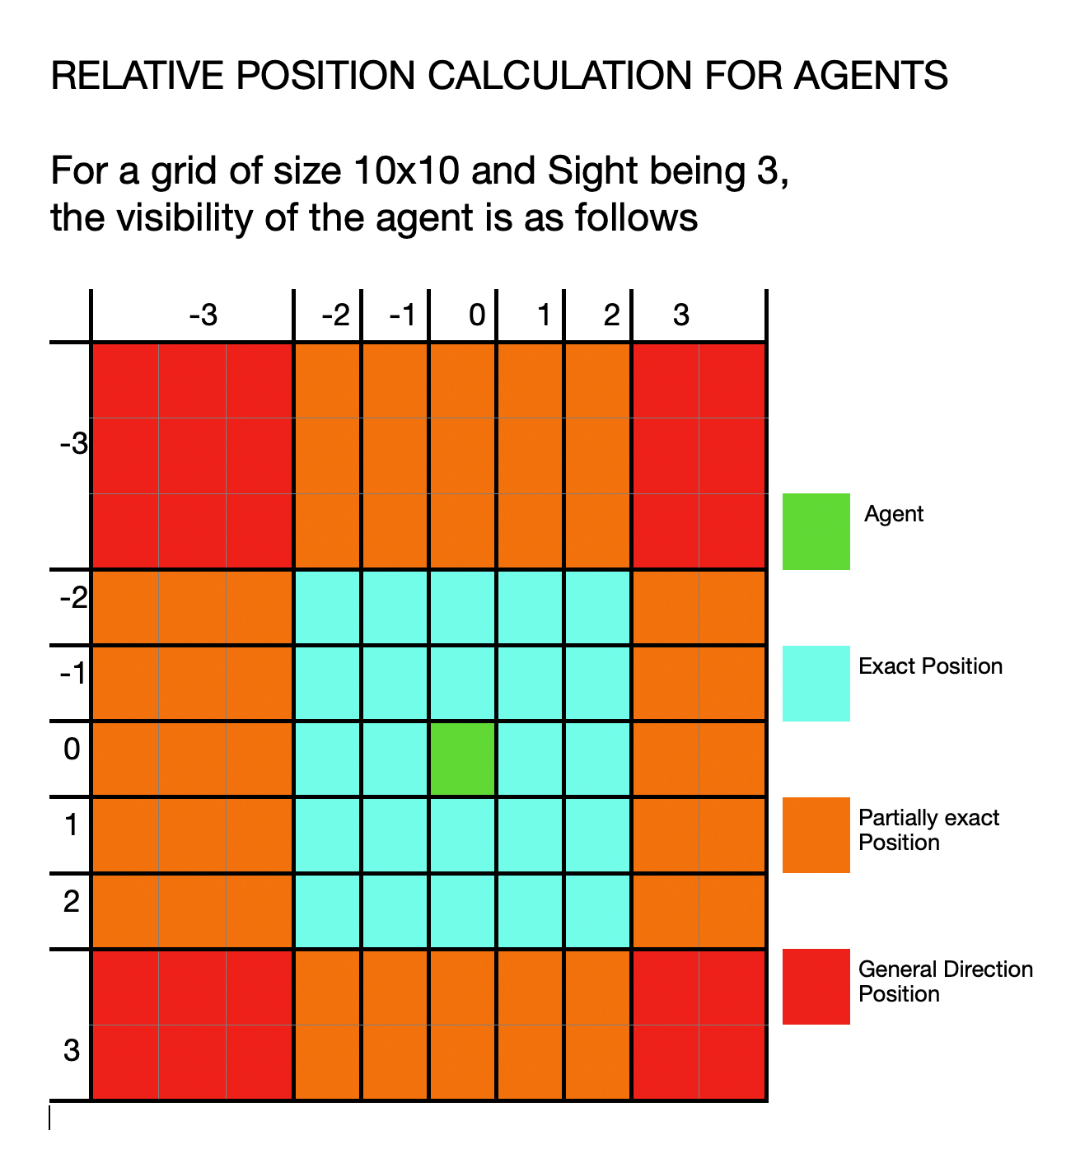 RELATIVE POSITION CALCULATION FOR AGENTS
For a grid of size 10x10 and Sight being 3,
the visibility of the agent is as follows
-3 -2 -1 0 1 2 3
-3
-2
-1
0
1
2
3
Agent
Exact Position
Partially exact
Position
General Direction
Position